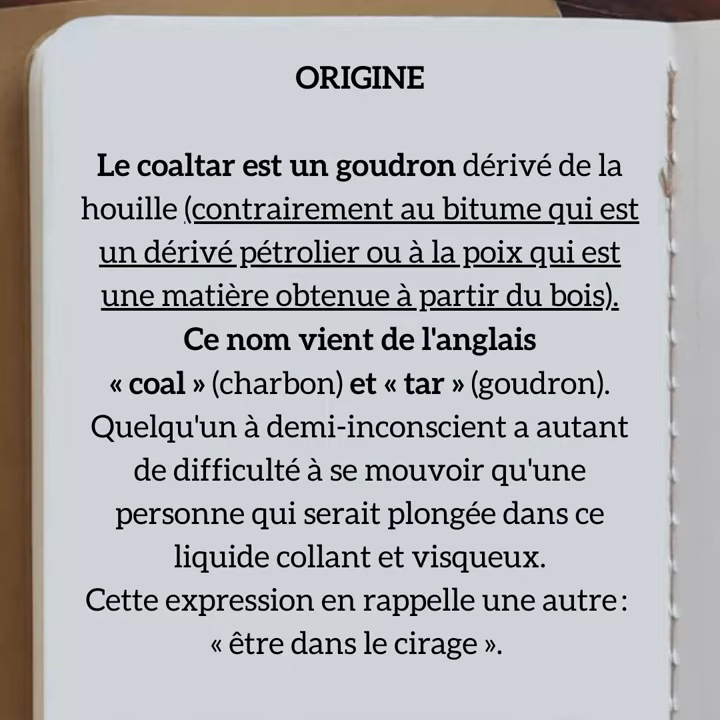 ORIGINE
Le coaltar est un goudron dérivé de la
houille (contrairement au bitume qui est
un dérivé pétrolier ou à la poix qui est
une matière obtenue à partir du bois).
Ce nom vient de l'anglais
« coal » (charbon) et « tar » (goudron).
Quelqu'un à demi-inconscient a autant
de difficulté à se mouvoir qu'une
personne qui serait plongée dans ce
liquide collant et visqueux.
Cette expression en rappelle une autre :
« être dans le cirage ».